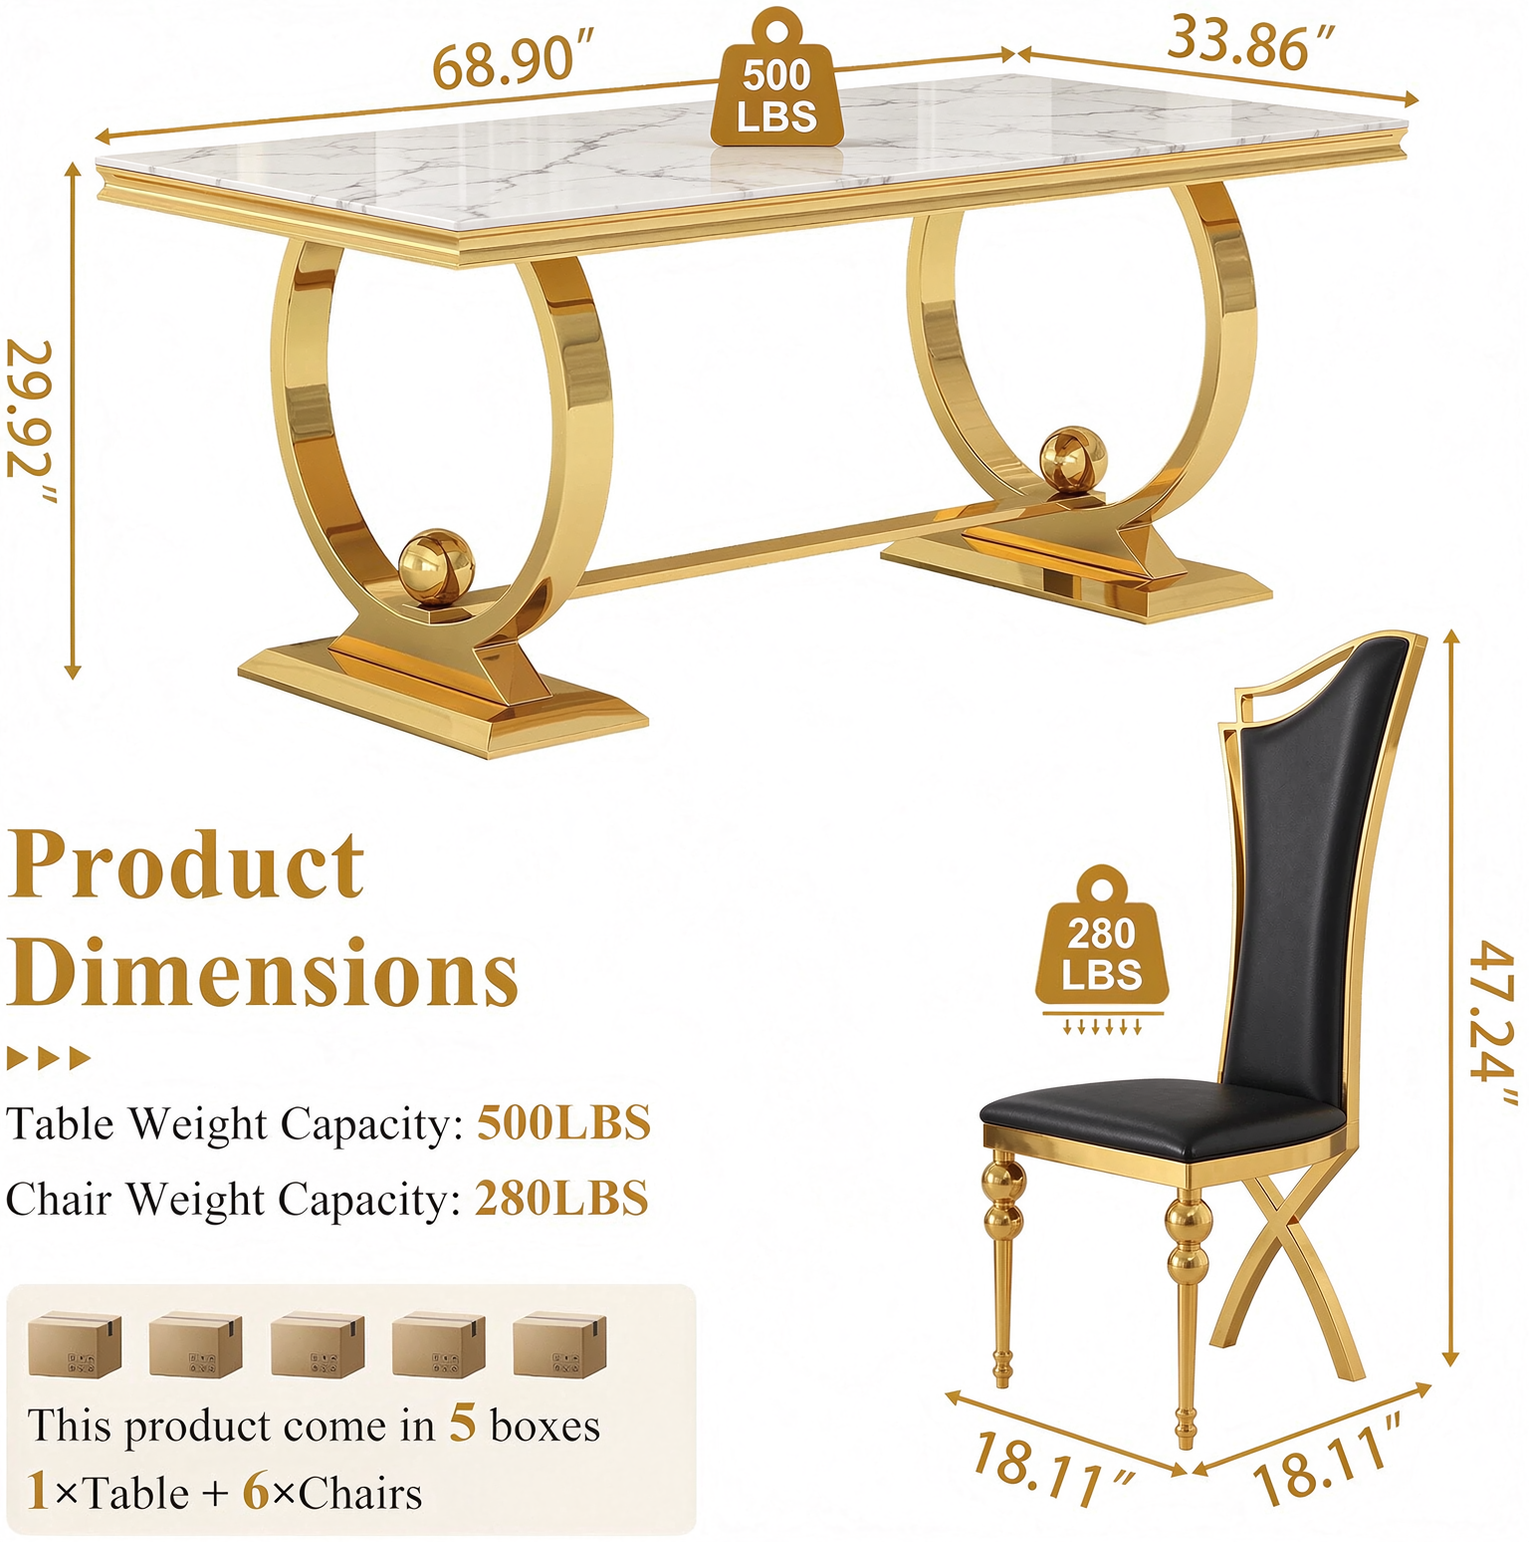 68.90″
500
LBS
33.86″
29.92″
Product
Dimensions
Table Weight Capacity: 500LBS
Chair Weight Capacity: 280LBS
This product come in 5 boxes
1×Table + 6×Chairs
280
LBS
47.24″
18.11″
18.11″